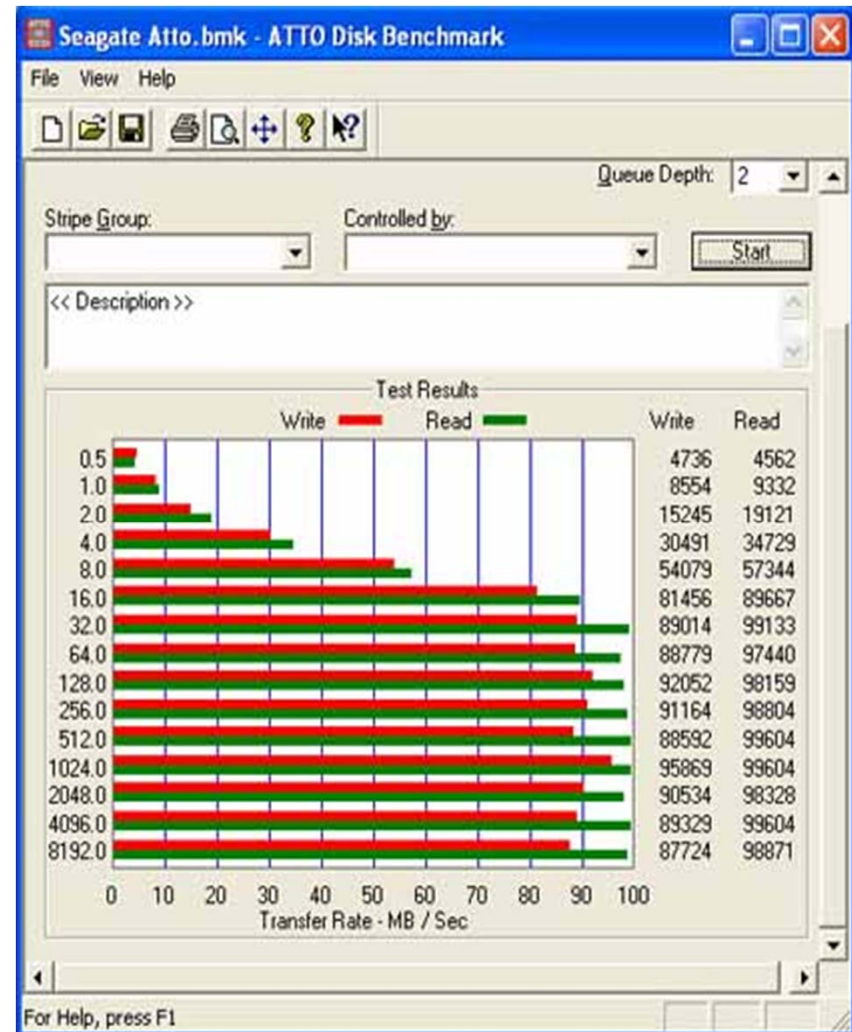 Seagate Atto.bmk - ATTO Disk Benchmark
File View Help
Queue Depth: 2
Stripe Group: Controlled by:
Start
<< Description >>
Test Results
Write Read Write Read
0.5 4736 4562
1.0 8554 9332
2.0 15245 19121
4.0 30491 34729
8.0 54079 57344
16.0 81456 89667
32.0 89014 99133
64.0 88779 97440
128.0 92052 98159
256.0 91164 98804
512.0 88592 99604
1024.0 95869 99604
2048.0 90534 98328
4096.0 89329 99604
8192.0 87724 98871
0 10 20 30 40 50 60 70 80 90 100
Transfer Rate - MB / Sec
For Help, press F1